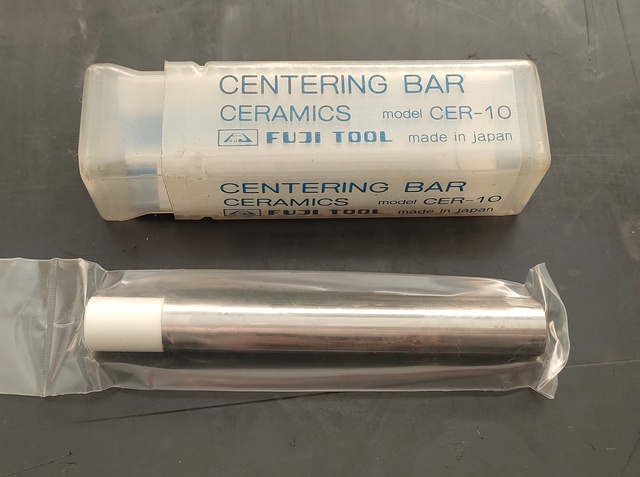 CENTERING BAR
CERAMICS model CER-10
FUJI TOOL made in japan
CENTERING BAR
CERAMICS model CER-10
FUJI TOOL made in japan